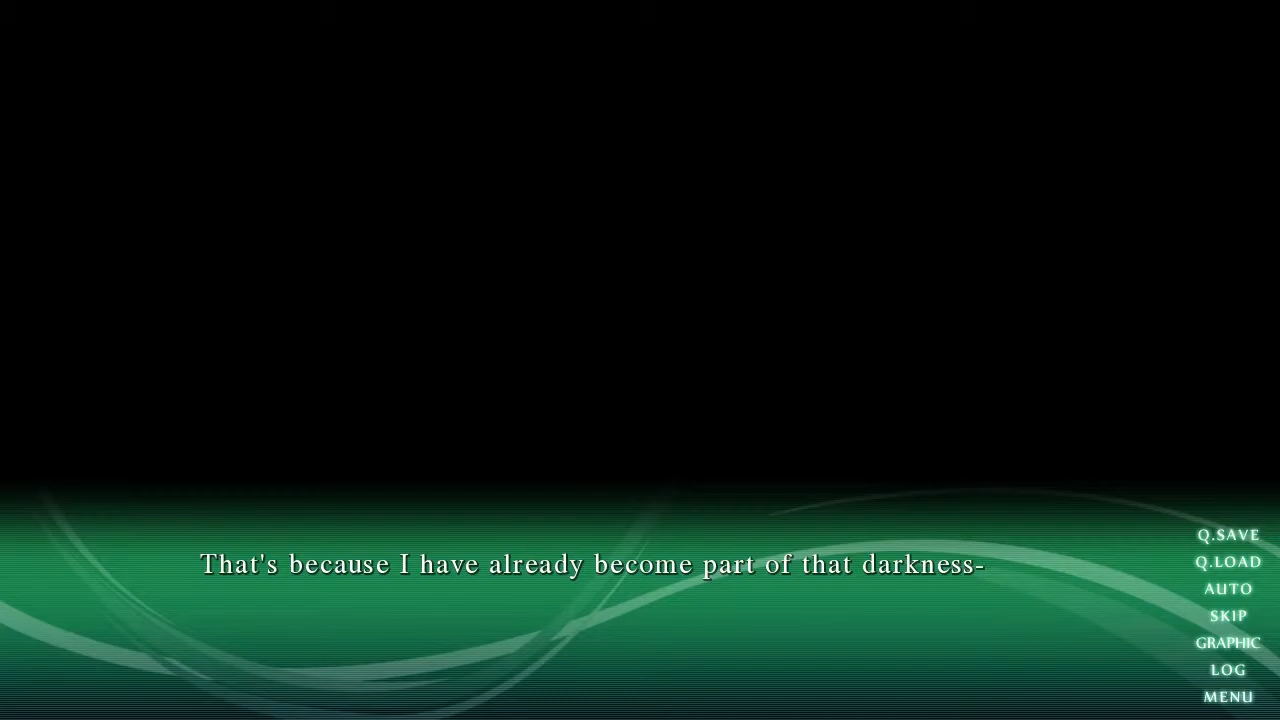 That's because I have already become part of that darkness-
Q.SAVE
Q.LOAD
AUTO
SKIP
GRAPHIC
LOG
MENU